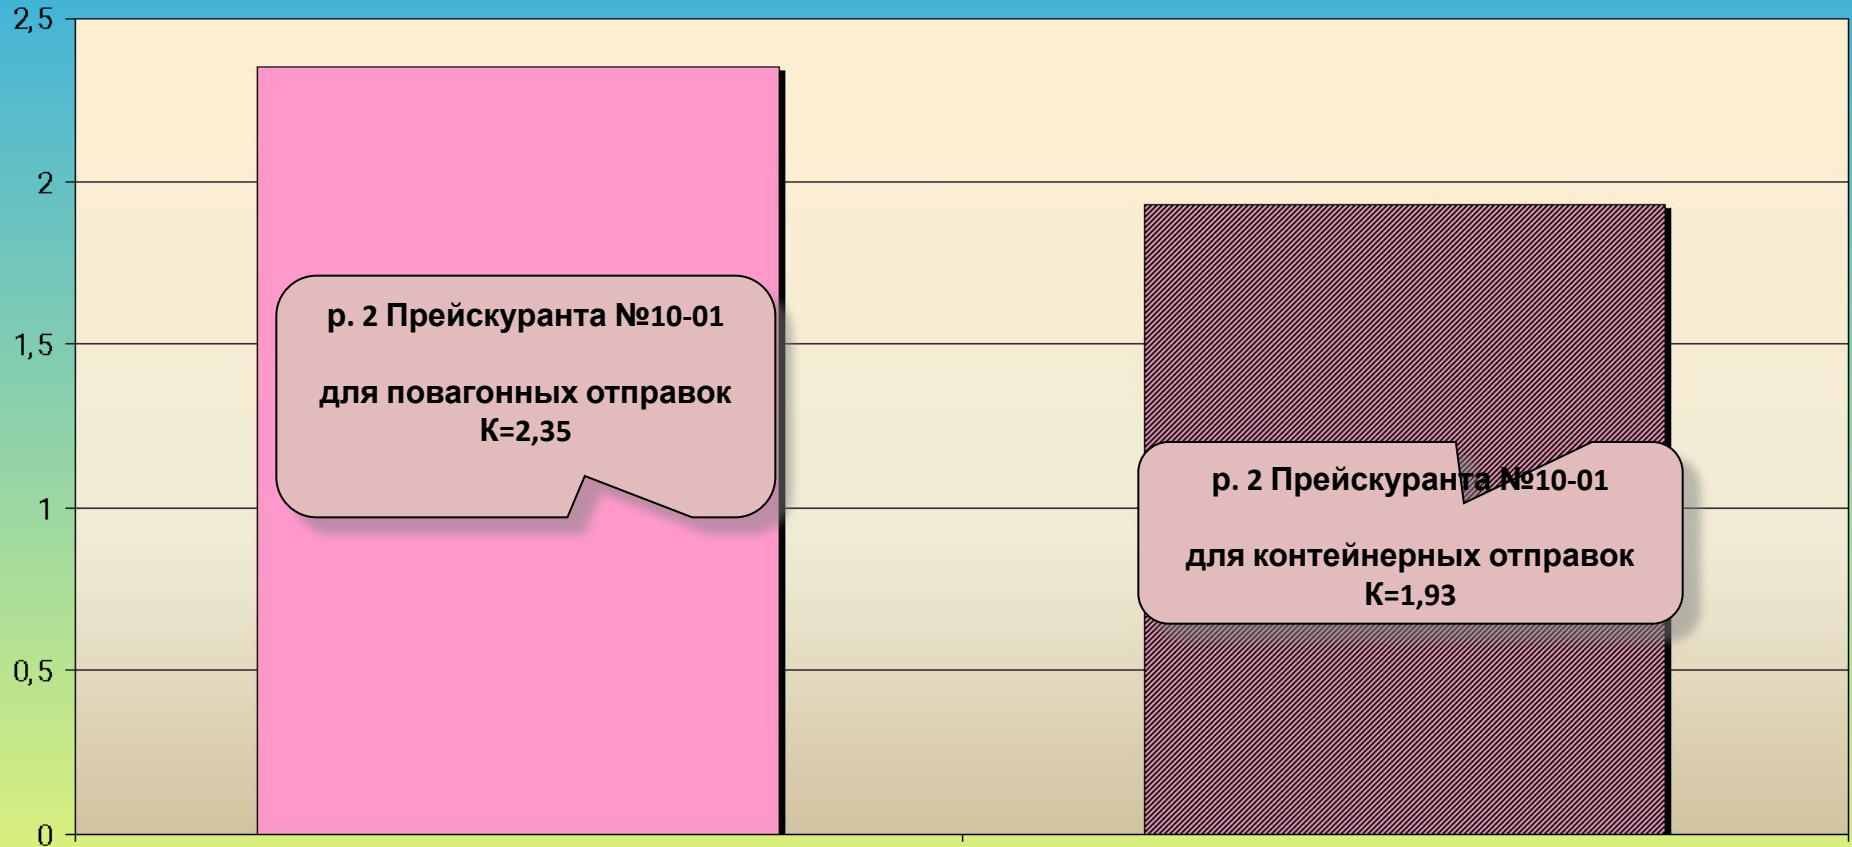 2,5
2
1,5
1
0,5
0
р. 2 Прейскуранта №10-01
для повагонных отправок
К=2,35
р. 2 Прейскуранта №10-01
для контейнерных отправок
К=1,93